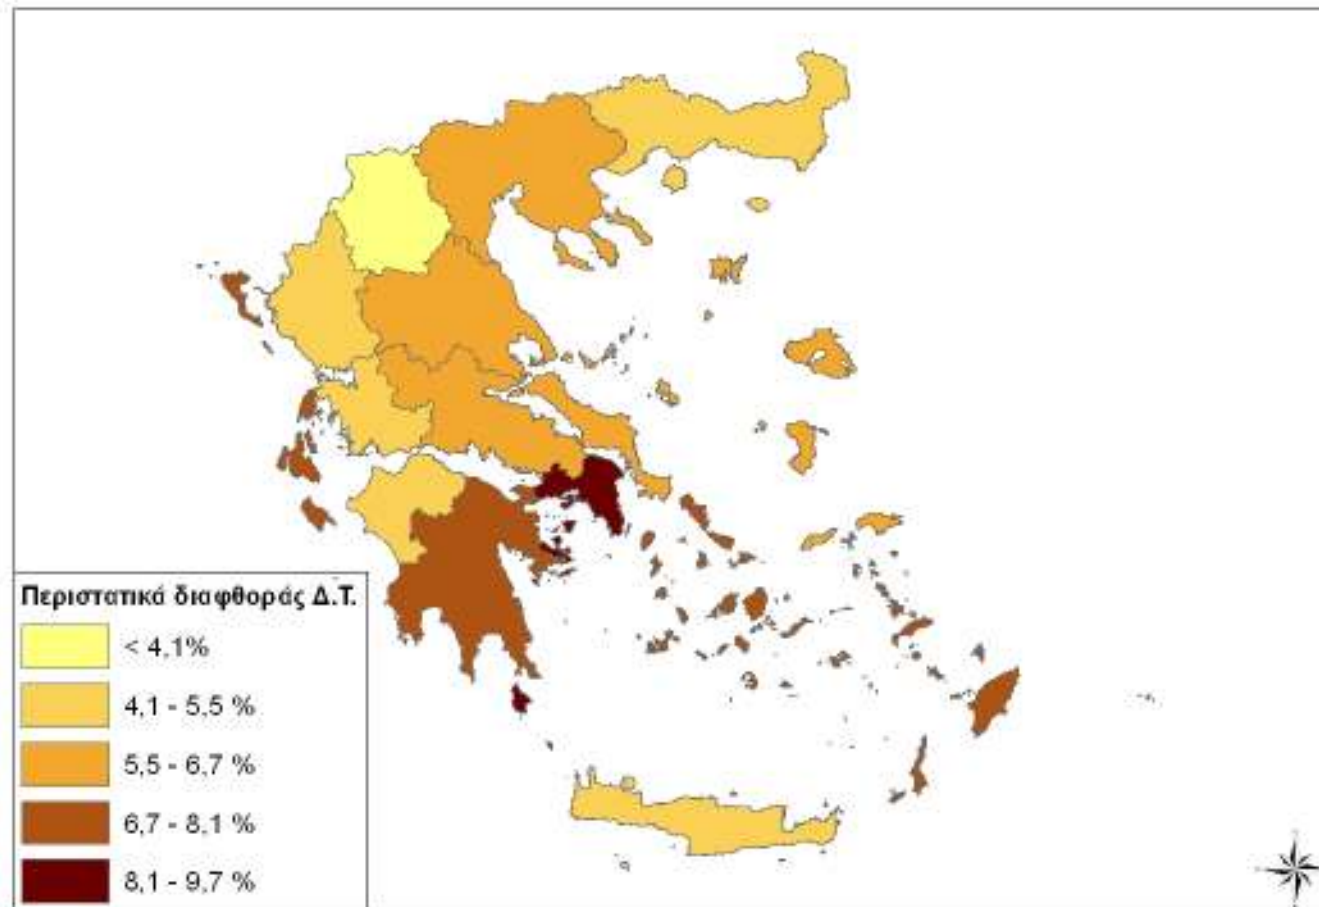 Περιστατικά διαφθοράς Δ.Τ.
< 4,1%
4,1 - 5,5 %
5,5 - 6,7 %
6,7 - 8,1 %
8,1 - 9,7 %